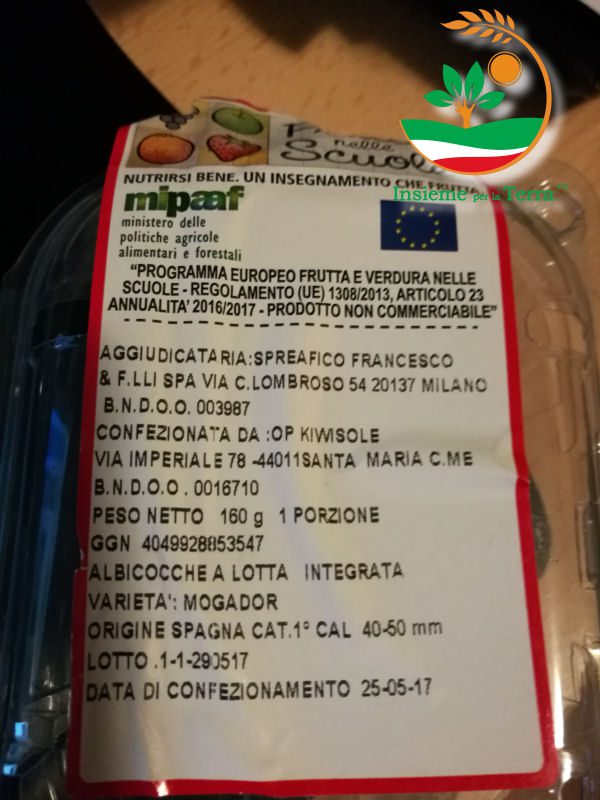 nelle
Scuole
NUTRIRSI BENE. UN INSEGNAMENTO CHE FRUTTA
mipaaf
ministero delle
politiche agricole
alimentari e forestali
Insieme per la Terra
"PROGRAMMA EUROPEO FRUTTA E VERDURA NELLE
SCUOLE - REGOLAMENTO (UE) 1308/2013, ARTICOLO 23
ANNUALITA' 2016/2017 - PRODOTTO NON COMMERCIABILE"
AGGIUDICATARIA:SPREAFICO FRANCESCO
& F.LLI SPA VIA C.LOMBROSO 54 20137 MILANO
B.N.D.O.O. 003987
CONFEZIONATA DA :OP KIWISOLE
VIA IMPERIALE 78 -44011SANTA MARIA C.ME
B.N.D.O.O . 0016710
PESO NETTO 160 g 1 PORZIONE
GGN 4049928853547
ALBICOCCHE A LOTTA INTEGRATA
VARIETA': MOGADOR
ORIGINE SPAGNA CAT.1° CAL 40-50 mm
LOTTO .1-1-290517
DATA DI CONFEZIONAMENTO 25-05-17